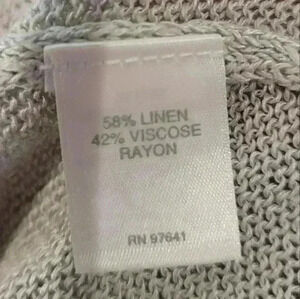 58% LINEN
42% VISCOSE
RAYON
RN 97641